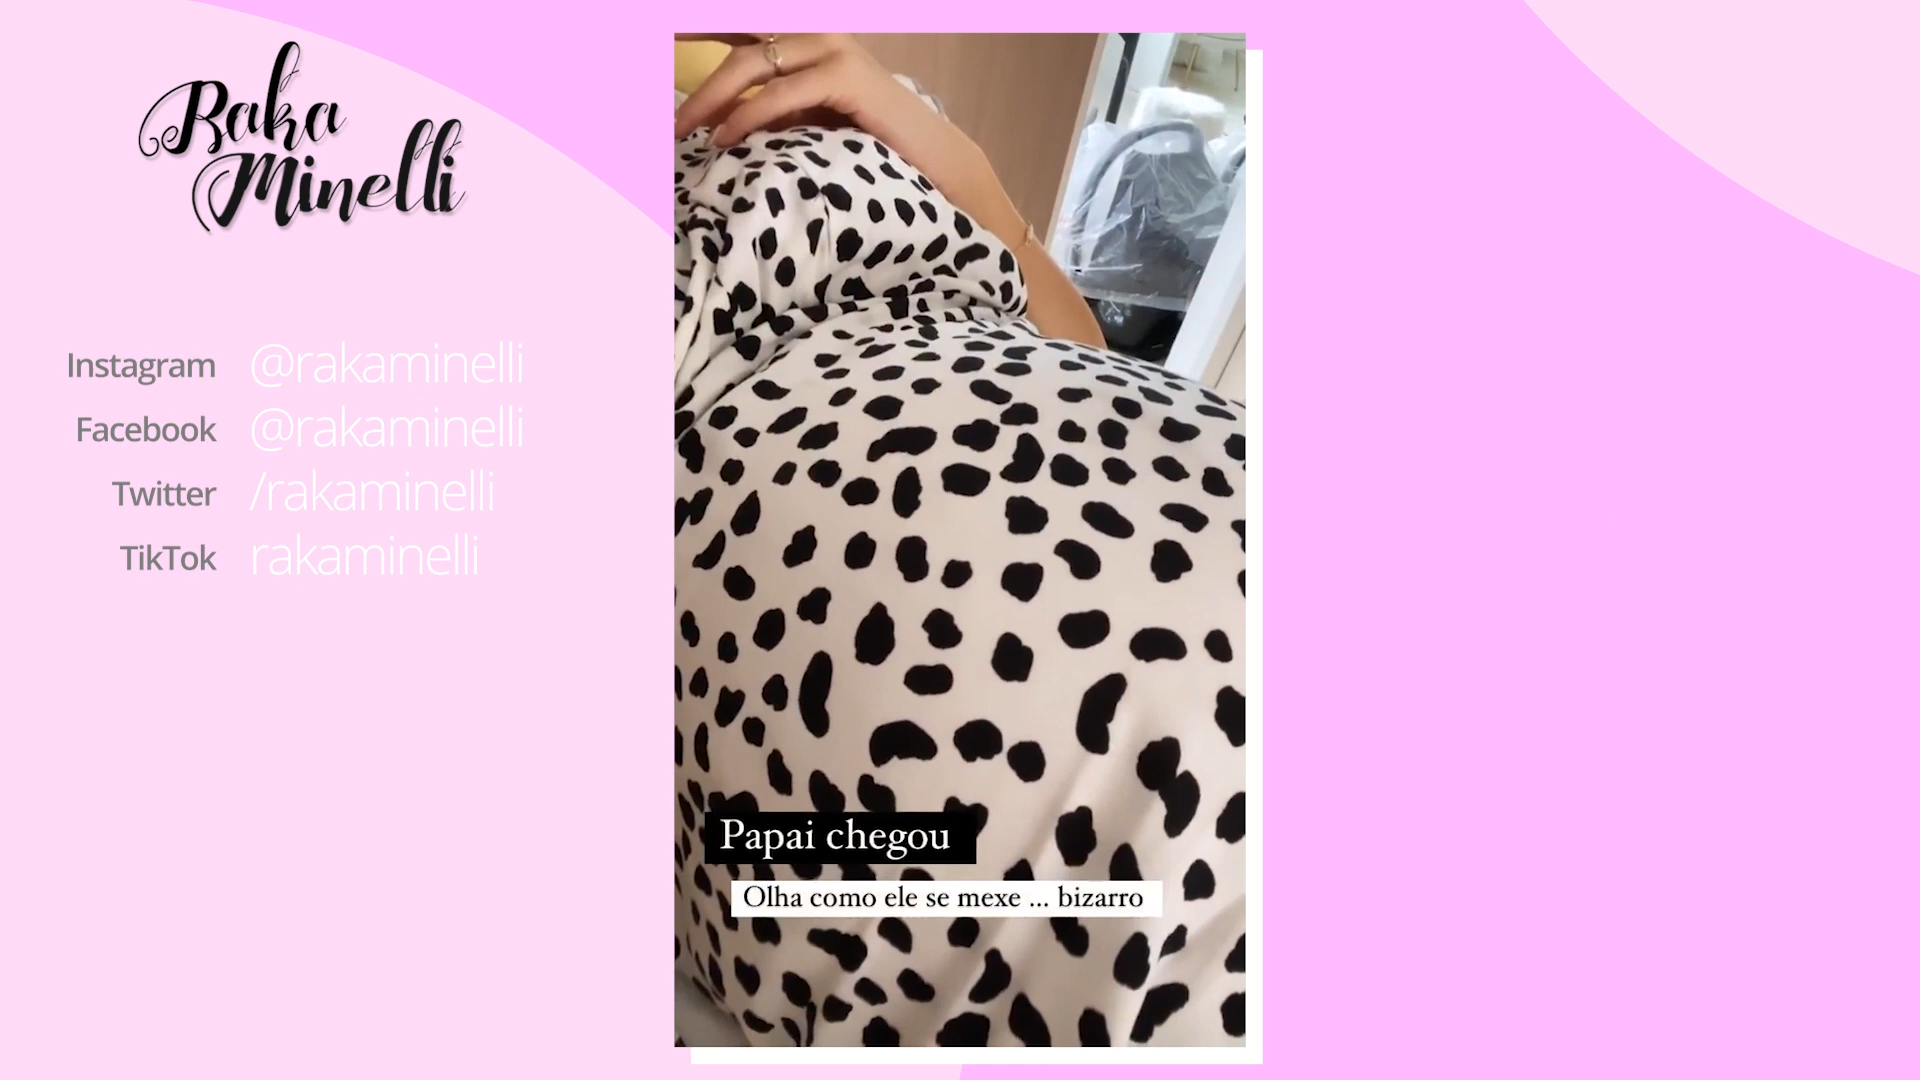 Raka
Minelli
Instagram @rakaminelli
Facebook @rakaminelli
Twitter /rakaminelli
TikTok rakaminelli
Papai chegou
Olha como ele se mexe ... bizarro